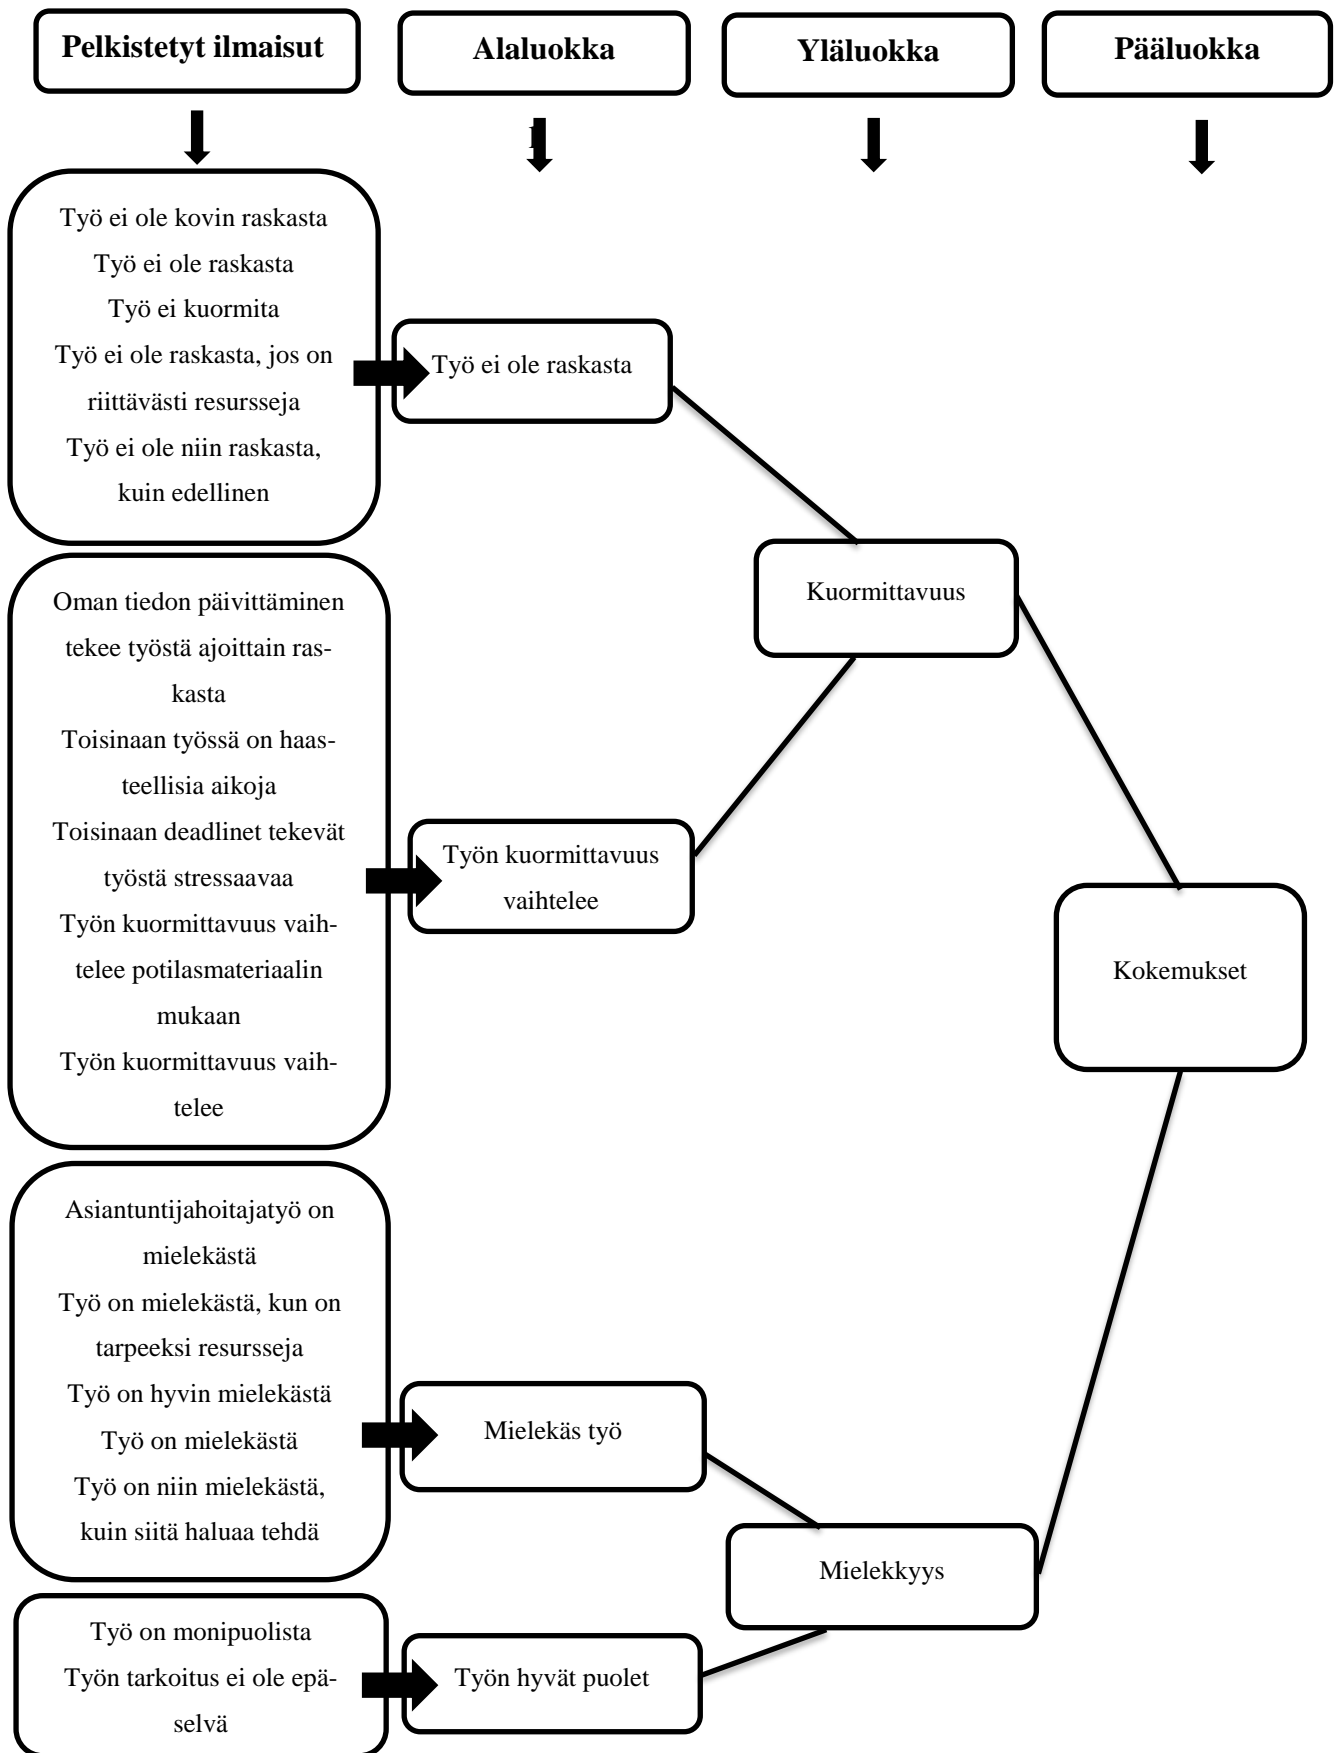 Pelkistetyt ilmaisut
Alaluokka
Yläluokka
Pääluokka
Työ ei ole kovin raskasta
Työ ei ole raskasta
Työ ei kuormita
Työ ei ole raskasta, jos on
riittävästi resursseja
Työ ei ole niin raskasta,
kuin edellinen
Työ ei ole raskasta
Kuormittavuus
Oman tiedon päivittäminen
tekee työstä ajoittain ras-
kasta
Toisinaan työssä on haas-
teellisia aikoja
Toisinaan deadlinet tekevät
työstä stressaavaa
Työn kuormittavuus vaih-
telee potilasmateriaalin
mukaan
Työn kuormittavuus vaih-
telee
Työn kuormittavuus
vaihtelee
Kokemukset
Asiantuntijahoitajatyö on
mielekästä
Työ on mielekästä, kun on
tarpeeksi resursseja
Työ on hyvin mielekästä
Työ on mielekästä
Työ on niin mielekästä,
kuin siitä haluaa tehdä
Mielekäs työ
Mielekkyys
Työ on monipuolista
Työn tarkoitus ei ole epä-
selvä
Työn hyvät puolet